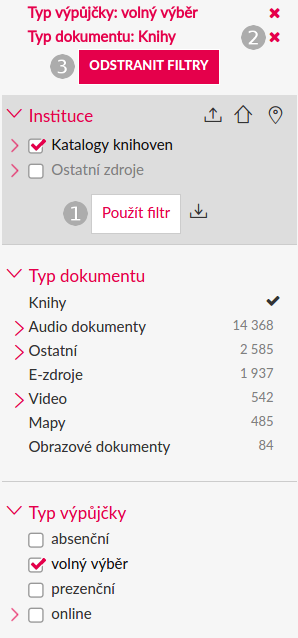 Typ výpůjčky: volný výběr
Typ dokumentu: Knihy
2
3
ODSTRANIT FILTRY
Instituce
Katalogy knihoven
Ostatní zdroje
1
Použít filtr
Typ dokumentu
Knihy
Audio dokumenty 14 368
Ostatní 2 585
E-zdroje 1 937
Video 542
Mapy 485
Obrazové dokumenty 84
Typ výpůjčky
absenční
volný výběr
prezenční
online